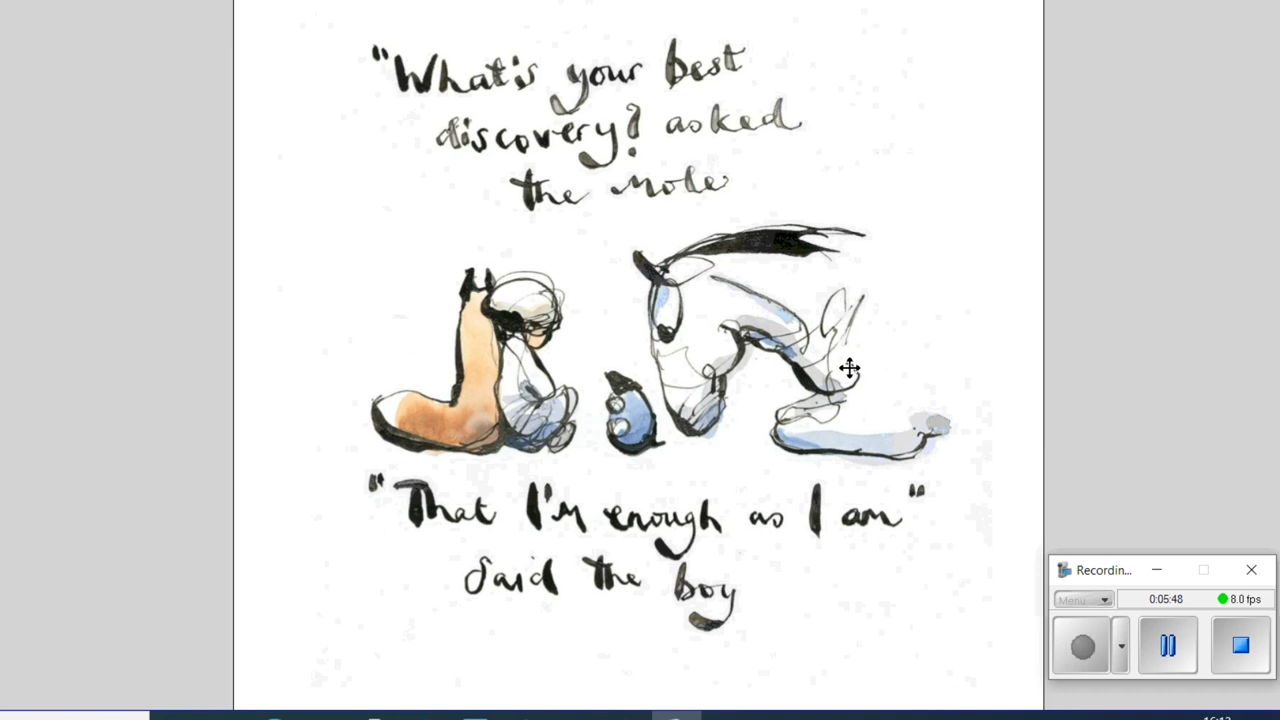 "What's your best
discovery? asked
the Mole
"That I'm enough as I am"
Said the boy
Recordin...
Menu
0:05:48
8.0 fps